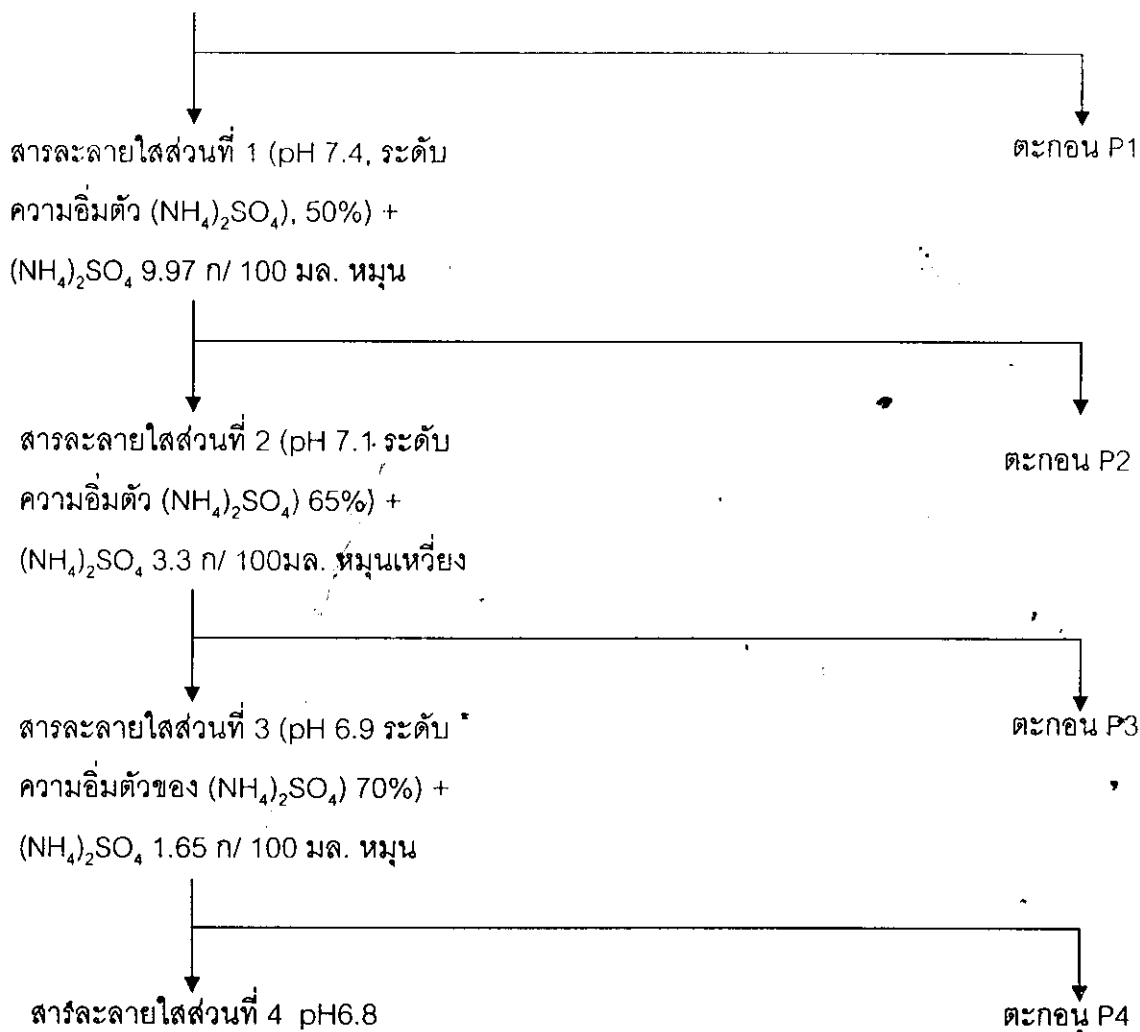 สารละลายใสส่วนที่ 1 (pH 7.4, ระดับ
ความอิ่มตัว (NH₄)₂SO₄), 50%) +
(NH₄)₂SO₄ 9.97 ก/ 100 มล. หมุน
ตะกอน P1
สารละลายใสส่วนที่ 2 (pH 7.1 ระดับ
ความอิ่มตัว (NH₄)₂SO₄) 65%) +
(NH₄)₂SO₄ 3.3 ก/ 100มล. หมุนเหวี่ยง
ตะกอน P2
สารละลายใสส่วนที่ 3 (pH 6.9 ระดับ
ความอิ่มตัวของ (NH₄)₂SO₄) 70%) +
(NH₄)₂SO₄ 1.65 ก/ 100 มล. หมุน
ตะกอน P3
สารละลายใสส่วนที่ 4 pH6.8
ตะกอน P4